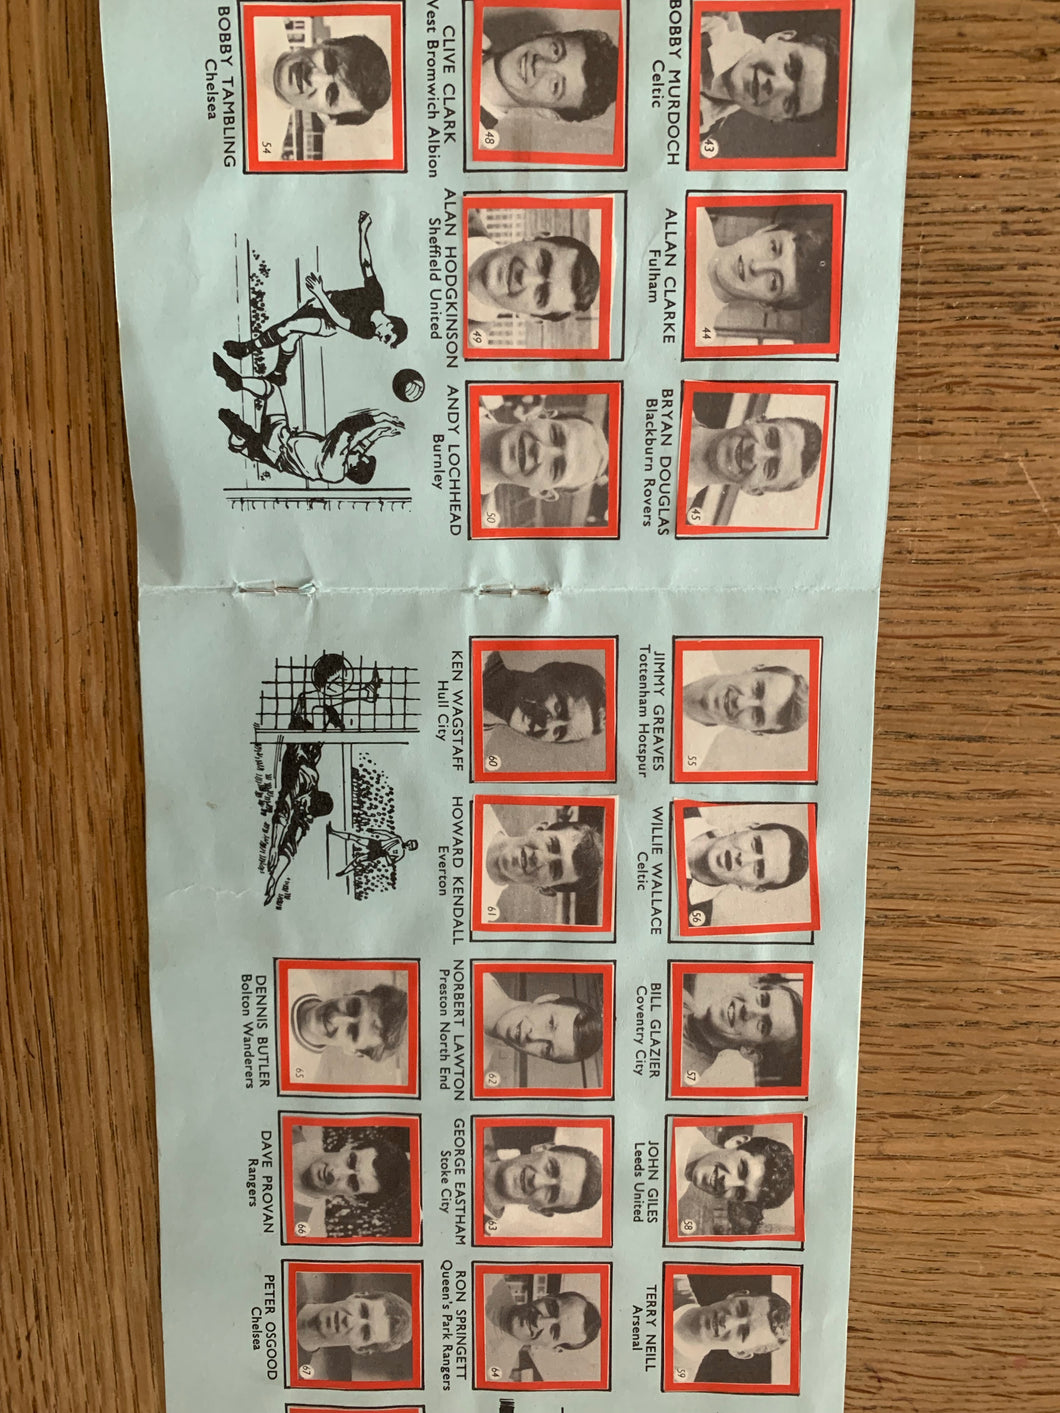 43
BOBBY MURDOCH
Celtic
44
ALLAN CLARKE
Fulham
45
BRYAN DOUGLAS
Blackburn Rovers
48
CLIVE CLARK
West Bromwich Albion
49
ALAN HODGKINSON
Sheffield United
50
ANDY LOCHHEAD
Burnley
54
BOBBY TAMBLING
Chelsea
55
JIMMY GREAVES
Tottenham Hotspur
56
WILLIE WALLACE
Celtic
57
BILL GLAZIER
Coventry City
58
JOHN GILES
Leeds United
59
TERRY NEILL
Arsenal
60
KEN WAGSTAFF
Hull City
61
HOWARD KENDALL
Everton
62
NORBERT LAWTON
Preston North End
63
GEORGE EASTHAM
Stoke City
64
RON SPRINGETT
Queen's Park Rangers
65
DENNIS BUTLER
Bolton Wanderers
66
DAVE PROVAN
Rangers
67
PETER OSGOOD
Chelsea